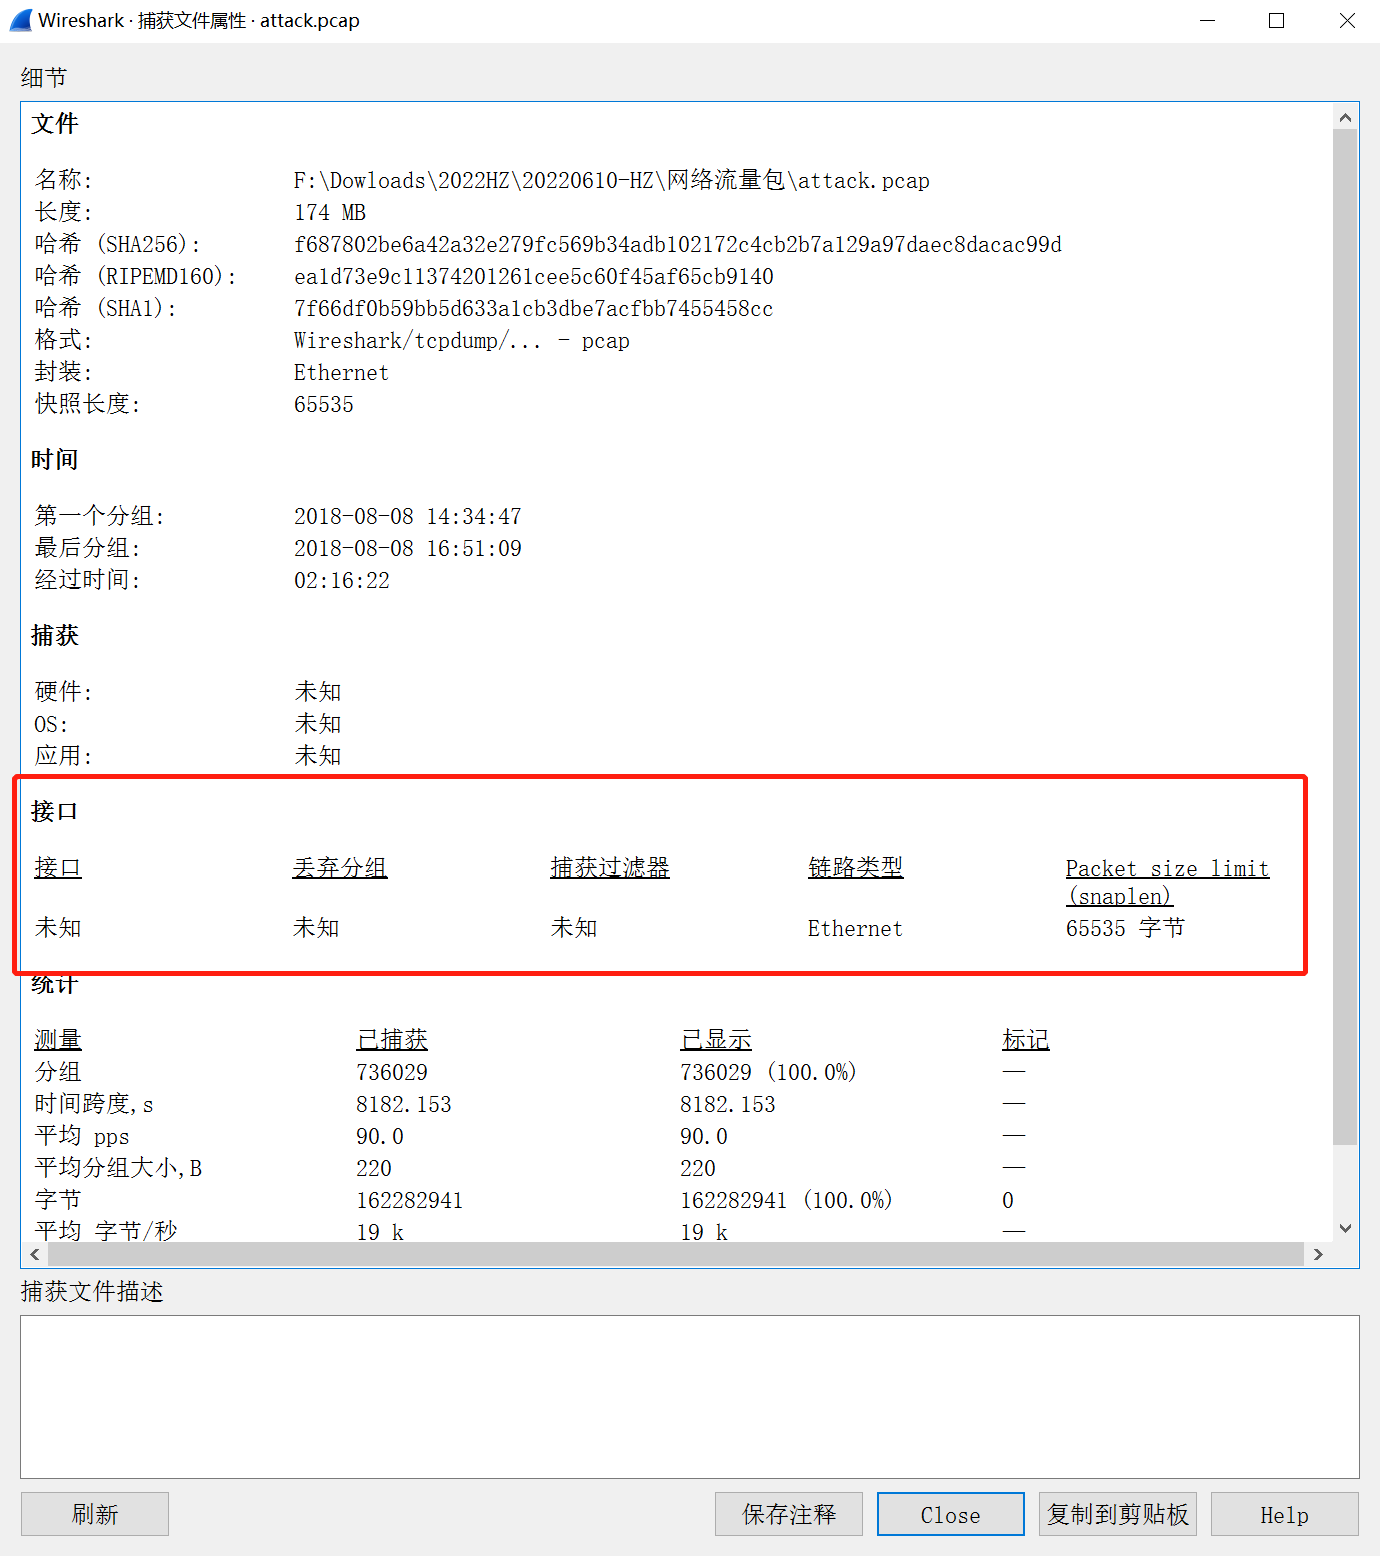 Wireshark · 捕获文件属性 · attack.pcap
细节
文件
名称: F:\Dowloads\2022HZ\20220610-HZ\网络流量包\attack.pcap
长度: 174 MB
哈希 (SHA256): f687802be6a42a32e279fc569b34adb102172c4cb2b7a129a97daec8dacac99d
哈希 (RIPEMD160): ea1d73e9c11374201261cee5c60f45af65cb9140
哈希 (SHA1): 7f66df0b59bb5d633a1cb3dbe7acfbb7455458cc
格式: Wireshark/tcpdump/... - pcap
封装: Ethernet
快照长度: 65535
时间
第一个分组: 2018-08-08 14:34:47
最后分组: 2018-08-08 16:51:09
经过时间: 02:16:22
捕获
硬件: 未知
OS: 未知
应用: 未知
接口
接口 丢弃分组 捕获过滤器 链路类型 Packet size limit
(snaplen)
未知 未知 未知 Ethernet 65535 字节
统计
测量 已捕获 已显示 标记
分组 736029 736029 (100.0%) —
时间跨度,s 8182.153 8182.153 —
平均 pps 90.0 90.0 —
平均分组大小,B 220 220 —
字节 162282941 162282941 (100.0%) 0
平均 字节/秒 19 k 19 k —
捕获文件描述
刷新 保存注释 Close 复制到剪贴板 Help